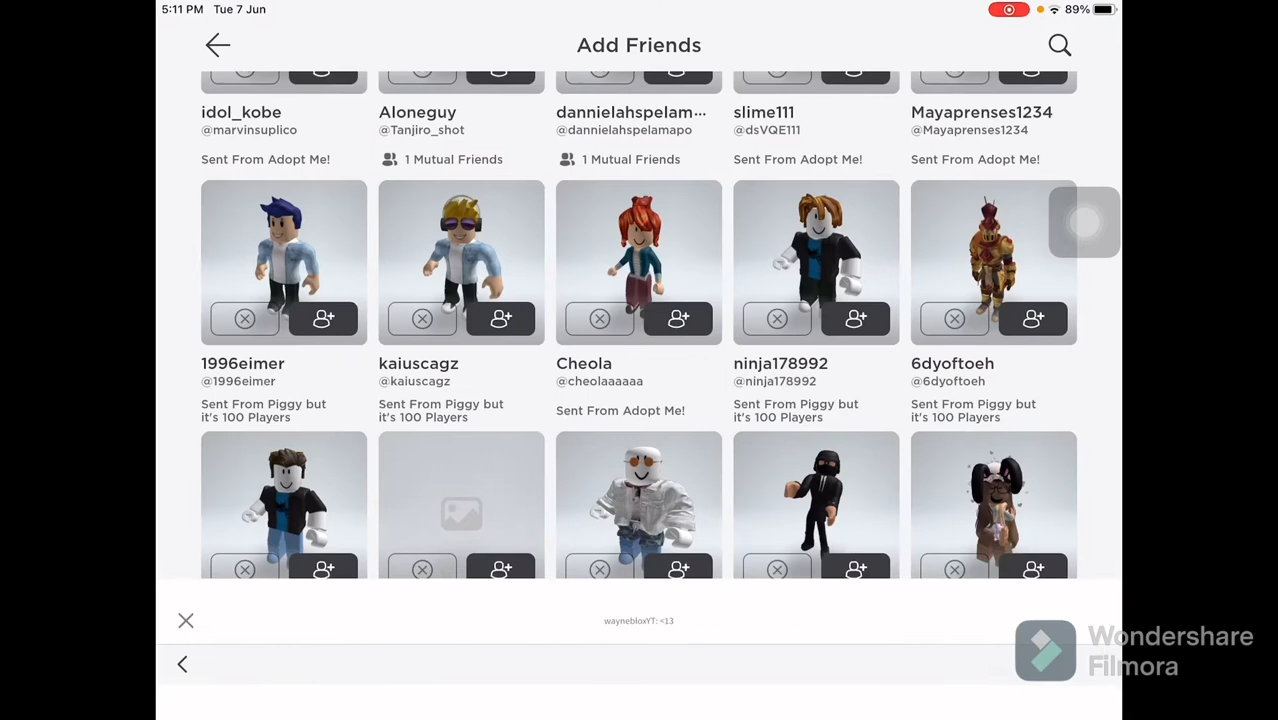 5:11 PM Tue 7 Jun
89%
Add Friends
idol_kobe
@marvinsuplico
Sent From Adopt Me!
Aloneguy
@Tanjiro_shot
1 Mutual Friends
dannielahspelam···
@dannielahspelamapo
1 Mutual Friends
slime111
@dsVQE111
Sent From Adopt Me!
Mayaprenses1234
@Mayaprenses1234
Sent From Adopt Me!
1996eimer
@1996eimer
Sent From Piggy but
it's 100 Players
kaiuscagz
@kaiuscagz
Sent From Piggy but
it's 100 Players
Cheola
@cheolaaaaaa
Sent From Adopt Me!
ninja178992
@ninja178992
Sent From Piggy but
it's 100 Players
6dyoftoeh
@6dyoftoeh
Sent From Piggy but
it's 100 Players
waynebloxYT: <13
Wondershare
Filmora